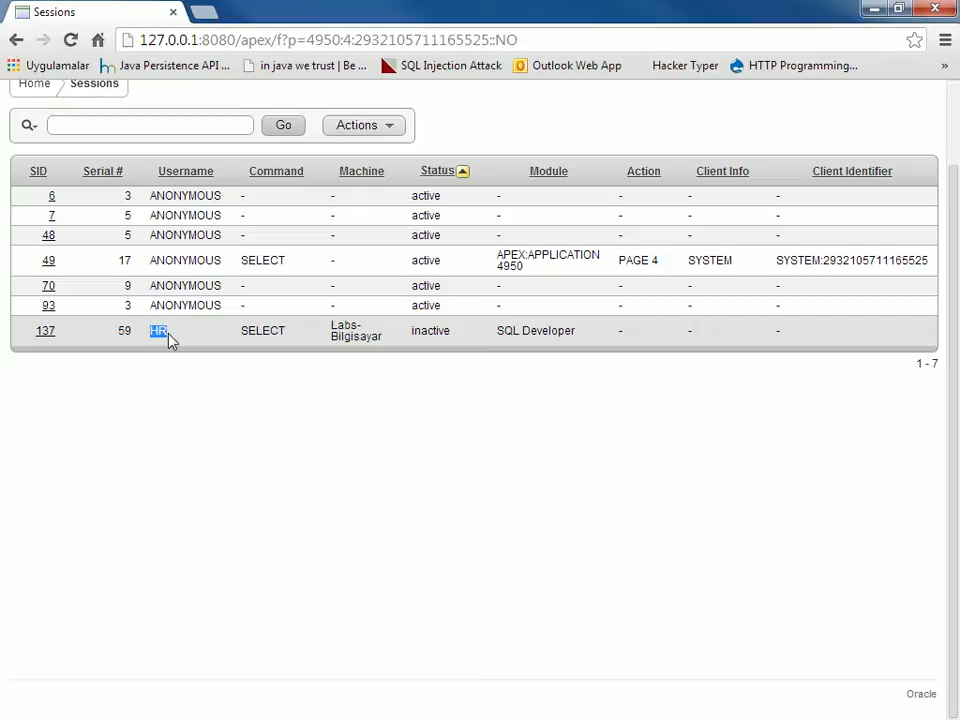 Sessions
127.0.0.1:8080/apex/f?p=4950:4:2932105711165525::NO
Uygulamalar Java Persistence API ... in java we trust | Be ... SQL Injection Attack Outlook Web App Hacker Typer HTTP Programming... »
Home Sessions
Go Actions
SID Serial # Username Command Machine Status Module Action Client Info Client Identifier
6 3 ANONYMOUS - - active - - - -
7 5 ANONYMOUS - - active - - - -
48 5 ANONYMOUS - - active - - - -
49 17 ANONYMOUS SELECT - active APEX:APPLICATION PAGE 4 SYSTEM SYSTEM:2932105711165525
4950
70 9 ANONYMOUS - - active - - - -
93 3 ANONYMOUS - - active - - - -
137 59 HR SELECT Labs- inactive SQL Developer - - -
Bilgisayar
1 - 7
Oracle